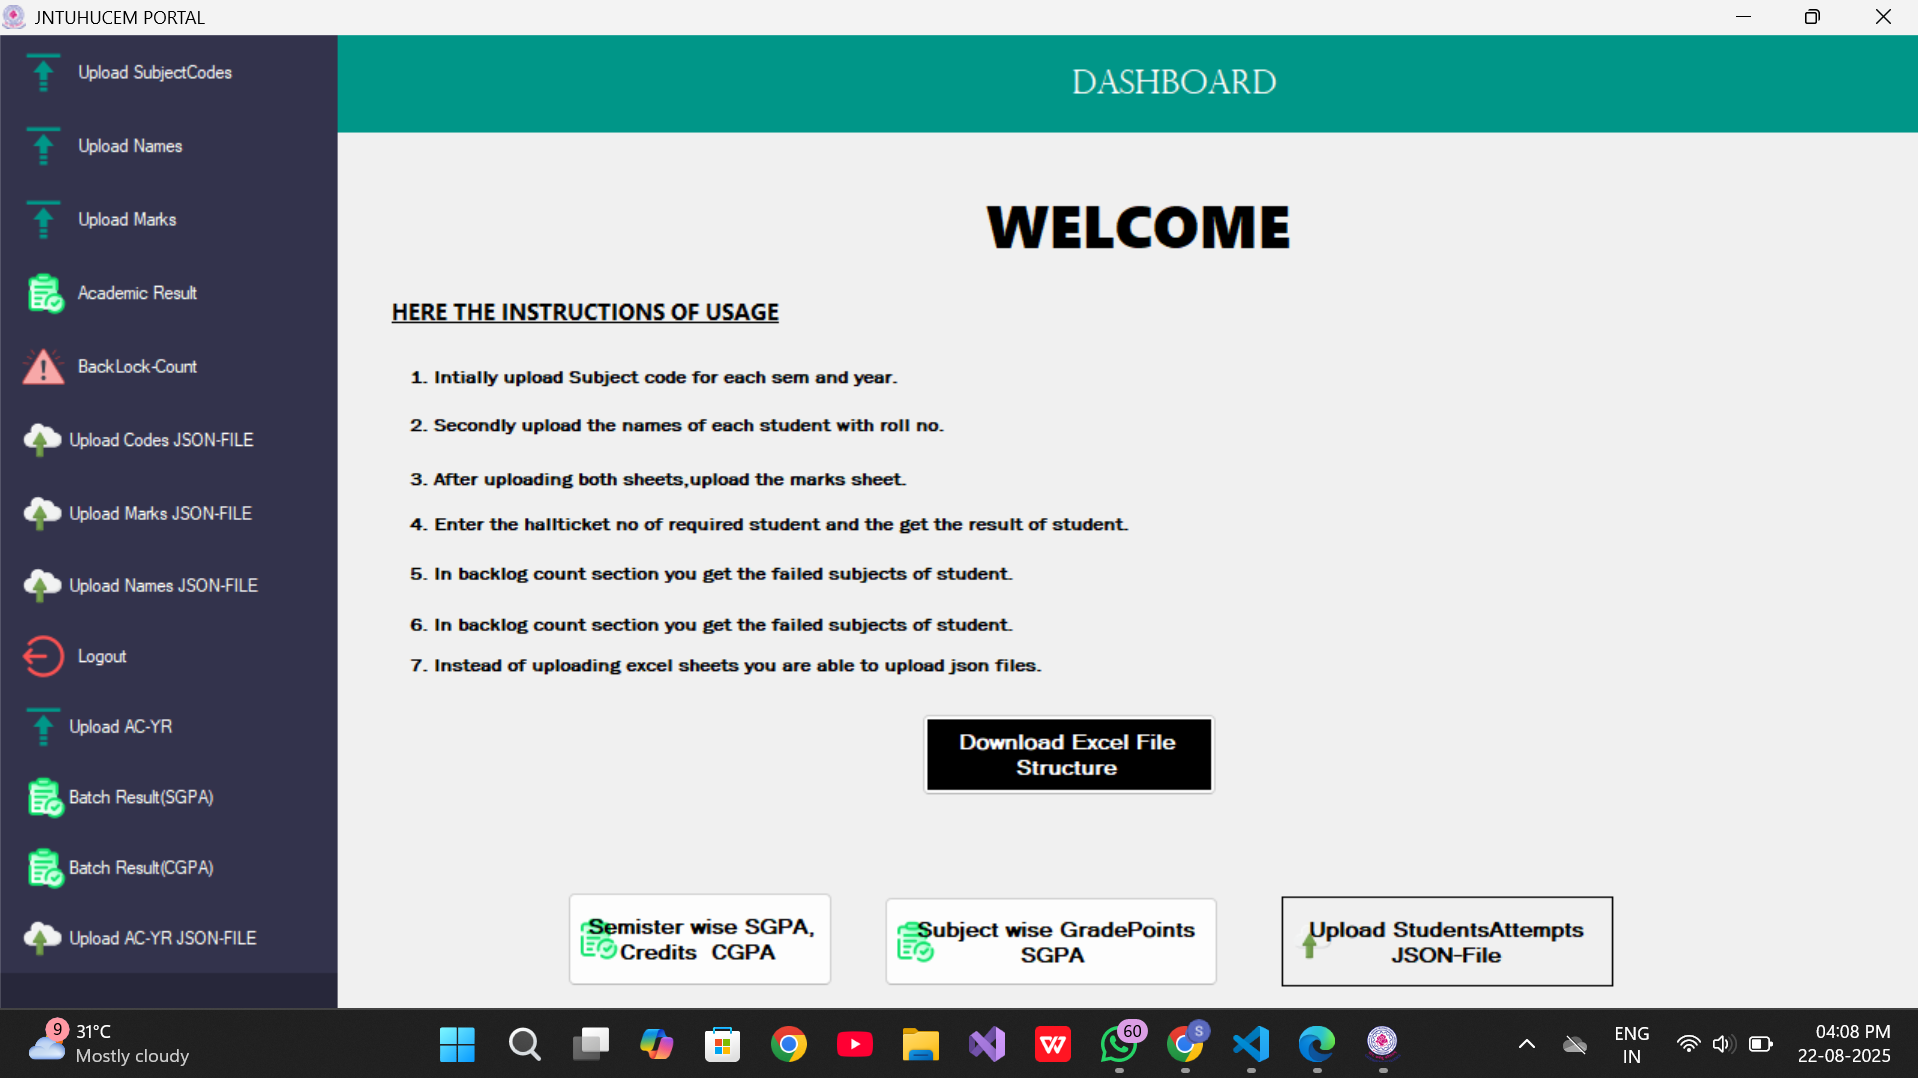 JNTUHUCEM PORTAL
Upload SubjectCodes
Upload Names
Upload Marks
Academic Result
BackLock-Count
Upload Codes JSON-FILE
Upload Marks JSON-FILE
Upload Names JSON-FILE
Logout
Upload AC-YR
Batch Result(SGPA)
Batch Result(CGPA)
Upload AC-YR JSON-FILE
DASHBOARD
WELCOME
HERE THE INSTRUCTIONS OF USAGE
1. Intially upload Subject code for each sem and year.
2. Secondly upload the names of each student with roll no.
3. After uploading both sheets,upload the marks sheet.
4. Enter the hallticket no of required student and the get the result of student.
5. In backlog count section you get the failed subjects of student.
6. In backlog count section you get the failed subjects of student.
7. Instead of uploading excel sheets you are able to upload json files.
Download Excel File
Structure
Semister wise SGPA,
Credits CGPA
Subject wise GradePoints
SGPA
Upload StudentsAttempts
JSON-File
9
31°C
Mostly cloudy
W
60
S
ENG
IN
04:08 PM
22-08-2025